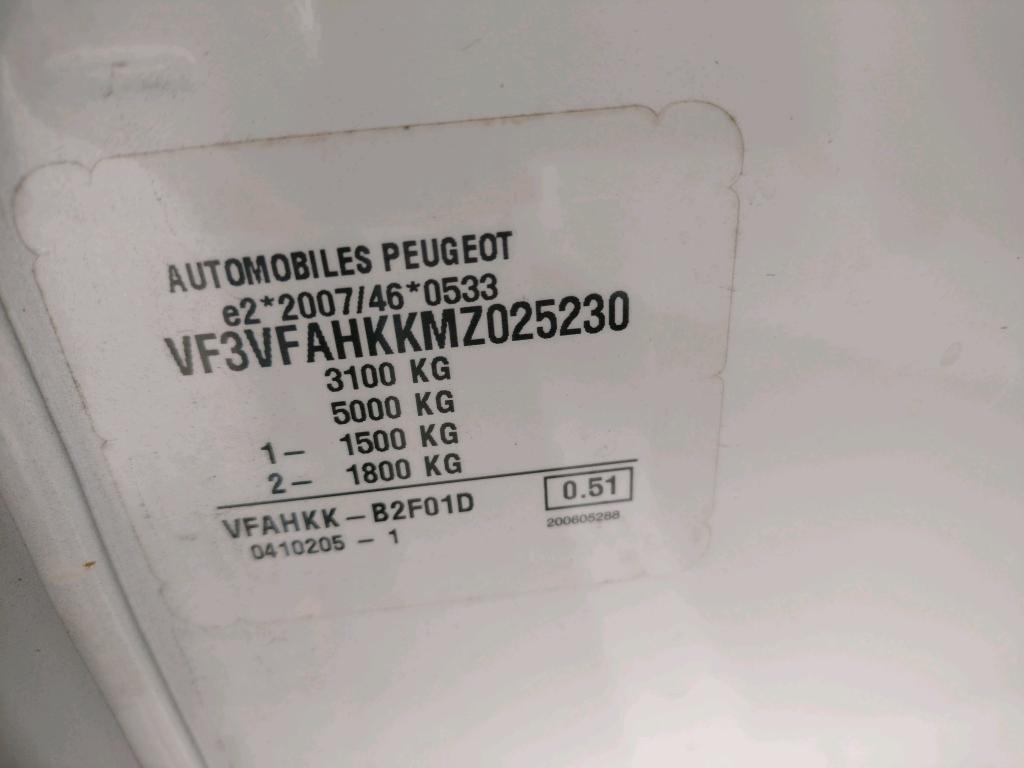 AUTOMOBILES PEUGEOT
e2*2007/46*0533
VF3VFAHKKMZ025230
3100 KG
5000 KG
1- 1500 KG
2- 1800 KG
VFAHKK-B2F01D 0.51
0410205 - 1 200605288